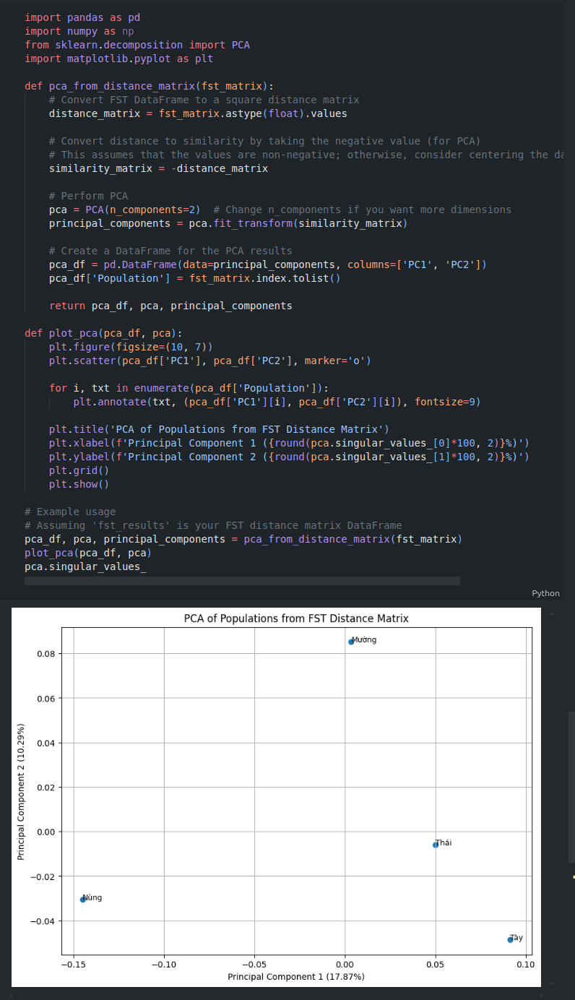 import pandas as pd
import numpy as np
from sklearn.decomposition import PCA
import matplotlib.pyplot as plt
def pca_from_distance_matrix(fst_matrix):
# Convert FST DataFrame to a square distance matrix
distance_matrix = fst_matrix.astype(float).values
# Convert distance to similarity by taking the negative value (for PCA)
# This assumes that the values are non-negative; otherwise, consider centering the da
similarity_matrix = -distance_matrix
# Perform PCA
pca = PCA(n_components=2)  # Change n_components if you want more dimensions
principal_components = pca.fit_transform(similarity_matrix)
# Create a DataFrame for the PCA results
pca_df = pd.DataFrame(data=principal_components, columns=['PC1', 'PC2'])
pca_df['Population'] = fst_matrix.index.tolist()
return pca_df, pca, principal_components
def plot_pca(pca_df, pca):
plt.figure(figsize=(10, 7))
plt.scatter(pca_df['PC1'], pca_df['PC2'], marker='o')
for i, txt in enumerate(pca_df['Population']):
plt.annotate(txt, (pca_df['PC1'][i], pca_df['PC2'][i]), fontsize=9)
plt.title('PCA of Populations from FST Distance Matrix')
plt.xlabel(f'Principal Component 1 ({round(pca.singular_values_[0]*100, 2)}%)')
plt.ylabel(f'Principal Component 2 ({round(pca.singular_values_[1]*100, 2)}%)')
plt.grid()
plt.show()
# Example usage
# Assuming 'fst_results' is your FST distance matrix DataFrame
pca_df, pca, principal_components = pca_from_distance_matrix(fst_matrix)
plot_pca(pca_df, pca)
pca.singular_values_
Python
PCA of Populations from FST Distance Matrix
Mường
0.08
0.06
0.04
Principal Component 2 (10.29%)
0.02
0.00
Thái
−0.02
Nùng
−0.04
Tày
−0.15 −0.10 −0.05 0.00 0.05 0.10
Principal Component 1 (17.87%)